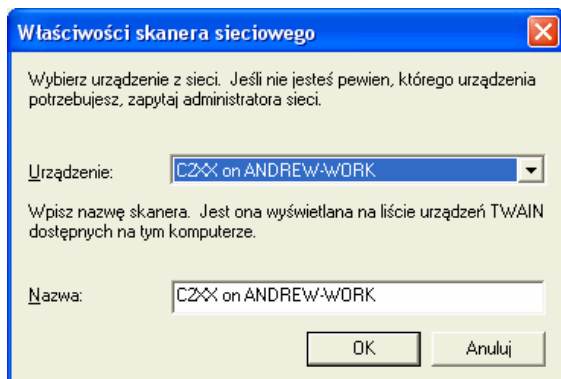 Właściwości skanera sieciowego
Wybierz urządzenie z sieci. Jeśli nie jesteś pewien, którego urządzenia
potrzebujesz, zapytaj administratora sieci.
Urządzenie: C2XX on ANDREW-WORK
Wpisz nazwę skanera. Jest ona wyświetlana na liście urządzeń TWAIN
dostępnych na tym komputerze.
Nazwa: C2XX on ANDREW-WORK
OK Anuluj